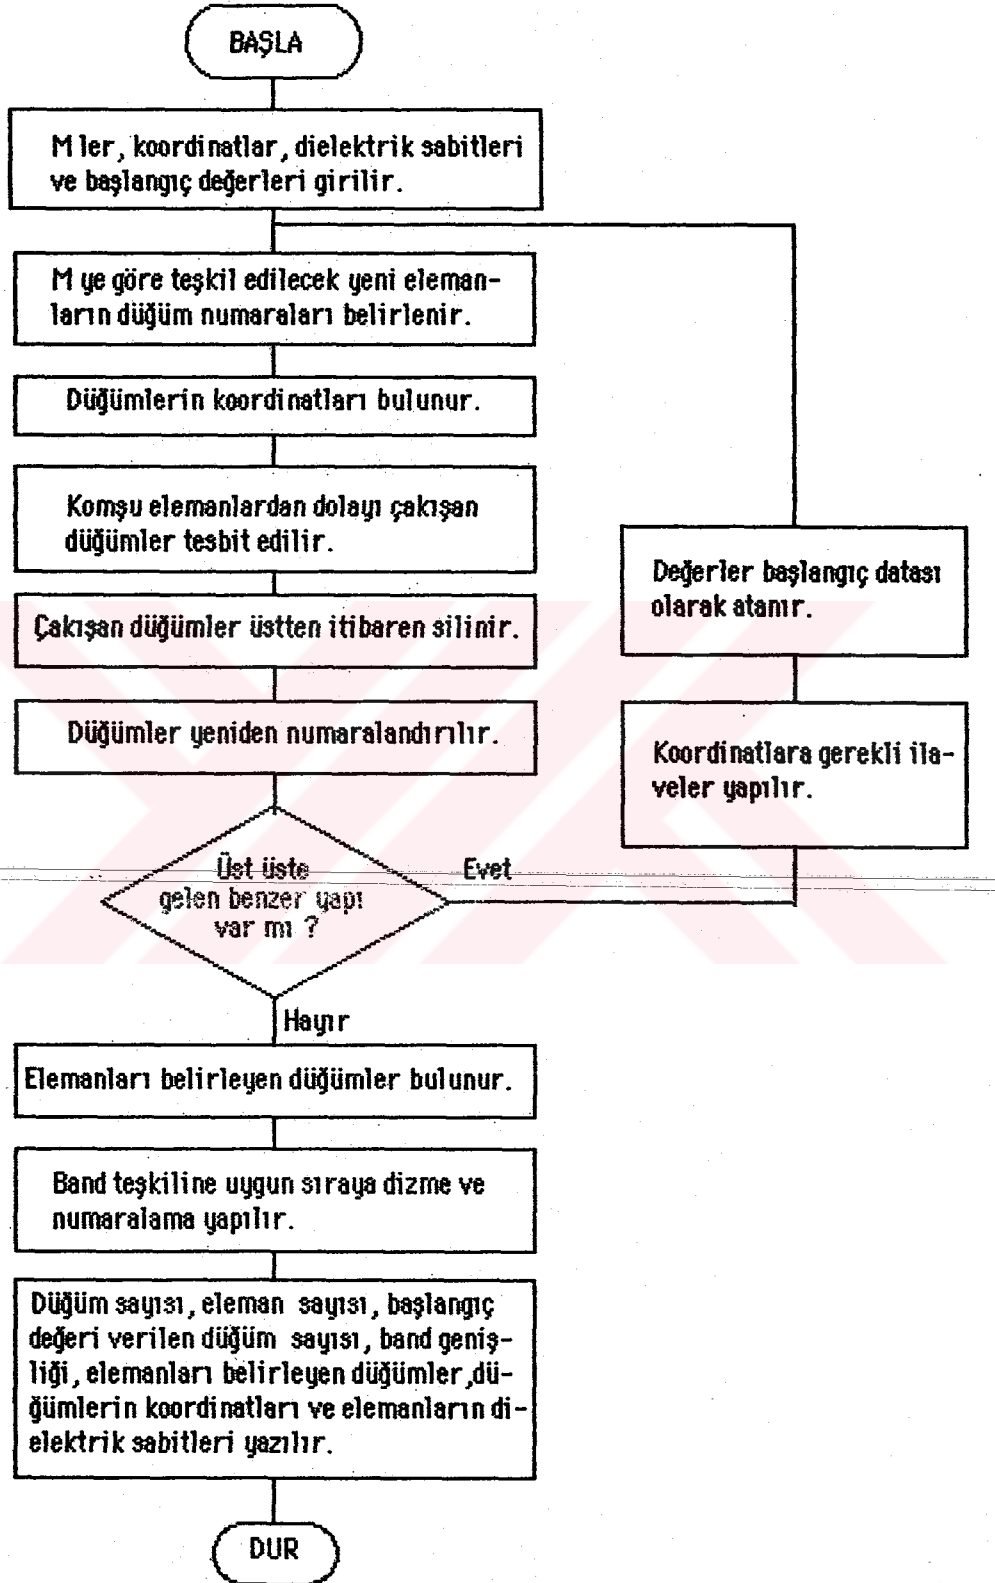 BAŞLA
M ler, koordinatlar, dielektrik sabitleri
ve başlangıç değerleri girilir.
M ye göre teşkil edilecek yeni eleman-
ların düğüm numaraları belirlenir.
Düğümlerin koordinatları bulunur.
Komşu elemanlardan dolayı çakışan
düğümler tesbit edilir.
Çakışan düğümler üstten itibaren silinir.
Düğümler yeniden numaralandırılır.
Üst üste
gelen benzer yapı
var mı ?
Evet
Değerler başlangıç datası
olarak atanır.
Koordinatlara gerekli ila-
veler yapılır.
Hayır
Elemanları belirleyen düğümler bulunur.
Band teşkiline uygun sıraya dizme ve
numaralama yapılır.
Düğüm sayısı, eleman sayısı, başlangıç
değeri verilen düğüm sayısı, band geniş-
liği, elemanları belirleyen düğümler,dü-
ğümlerin koordinatları ve elemanların di-
elektrik sabitleri yazılır.
DUR